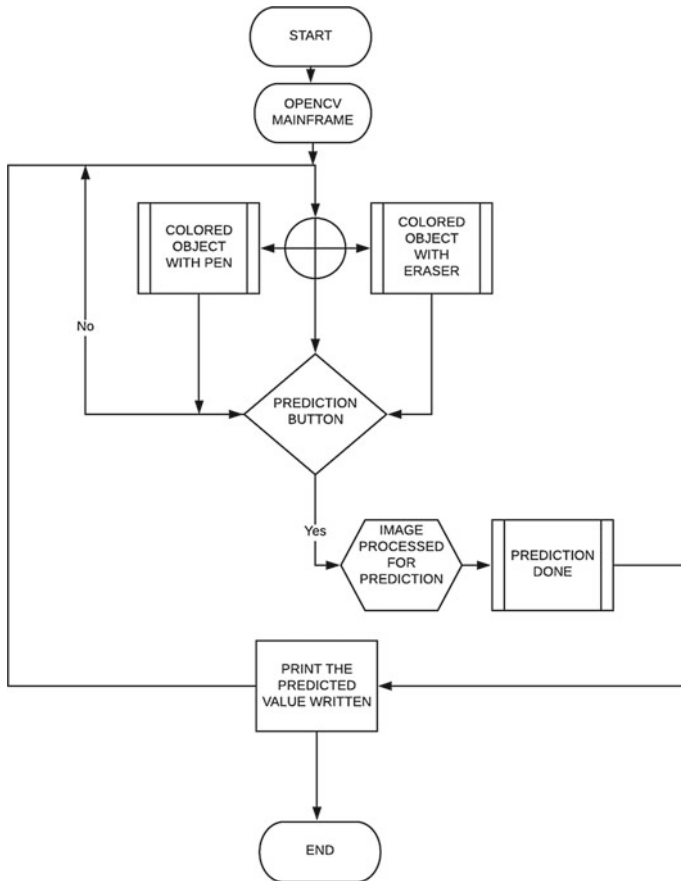 START
OPENCV
MAINFRAME
COLORED
OBJECT
WITH PEN
COLORED
OBJECT
WITH
ERASER
No
PREDICTION
BUTTON
Yes
IMAGE
PROCESSED
FOR
PREDICTION
PREDICTION
DONE
PRINT THE
PREDICTED
VALUE WRITTEN
END